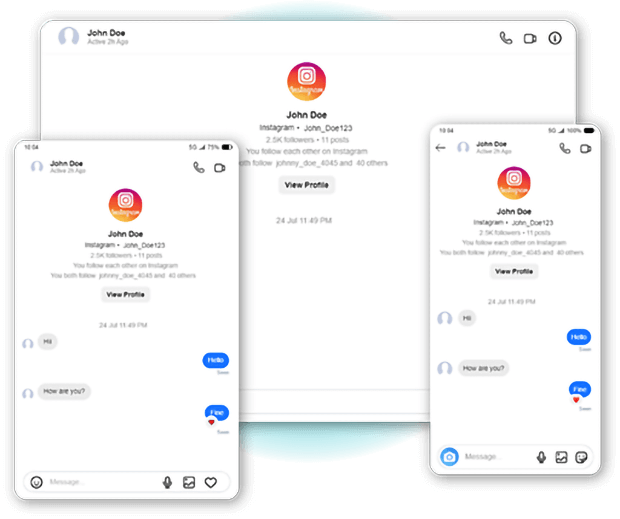 John Doe
Active 2h Ago
Instagram
John Doe
Instagram • John_Doe123
2.5K followers • 11 posts
You follow each other on Instagram
both follow johnny_doe_4045 and 40 others
View Profile
24 Jul 11:49 PM
10:04
5G 75%
John Doe
Active 2h Ago
Instagram
John Doe
Instagram • John_Doe123
2.5K followers • 11 posts
You follow each other on Instagram
You both follow johnny_doe_4045 and 40 others
View Profile
24 Jul 11:49 PM
Hii
Hello
Seen
How are you?
Fine
Seen
Message...
10:04
5G 100%
John Doe
Active 2h Ago
Instagram
John Doe
Instagram • John_Doe123
2.5K followers • 11 posts
You follow each other on Instagram
You both follow johnny_doe_4045 and 40 others
View Profile
24 Jul 11:49 PM
Hii
Hello
Seen
How are you?
Fine
Seen
Message...